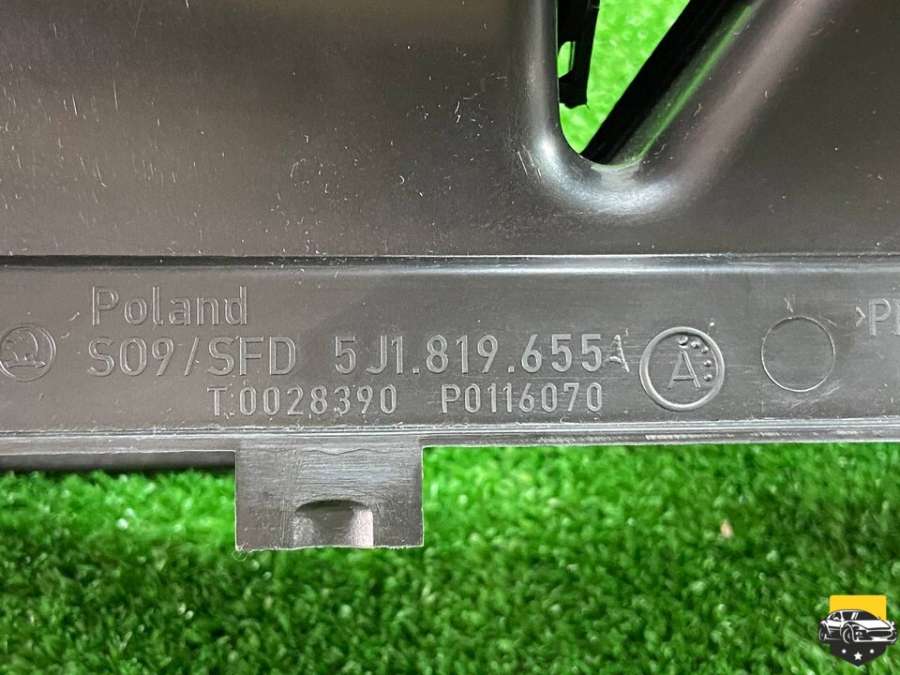 Poland
S09/SFD 5J1.819.655A A
T.0028390 P0116070